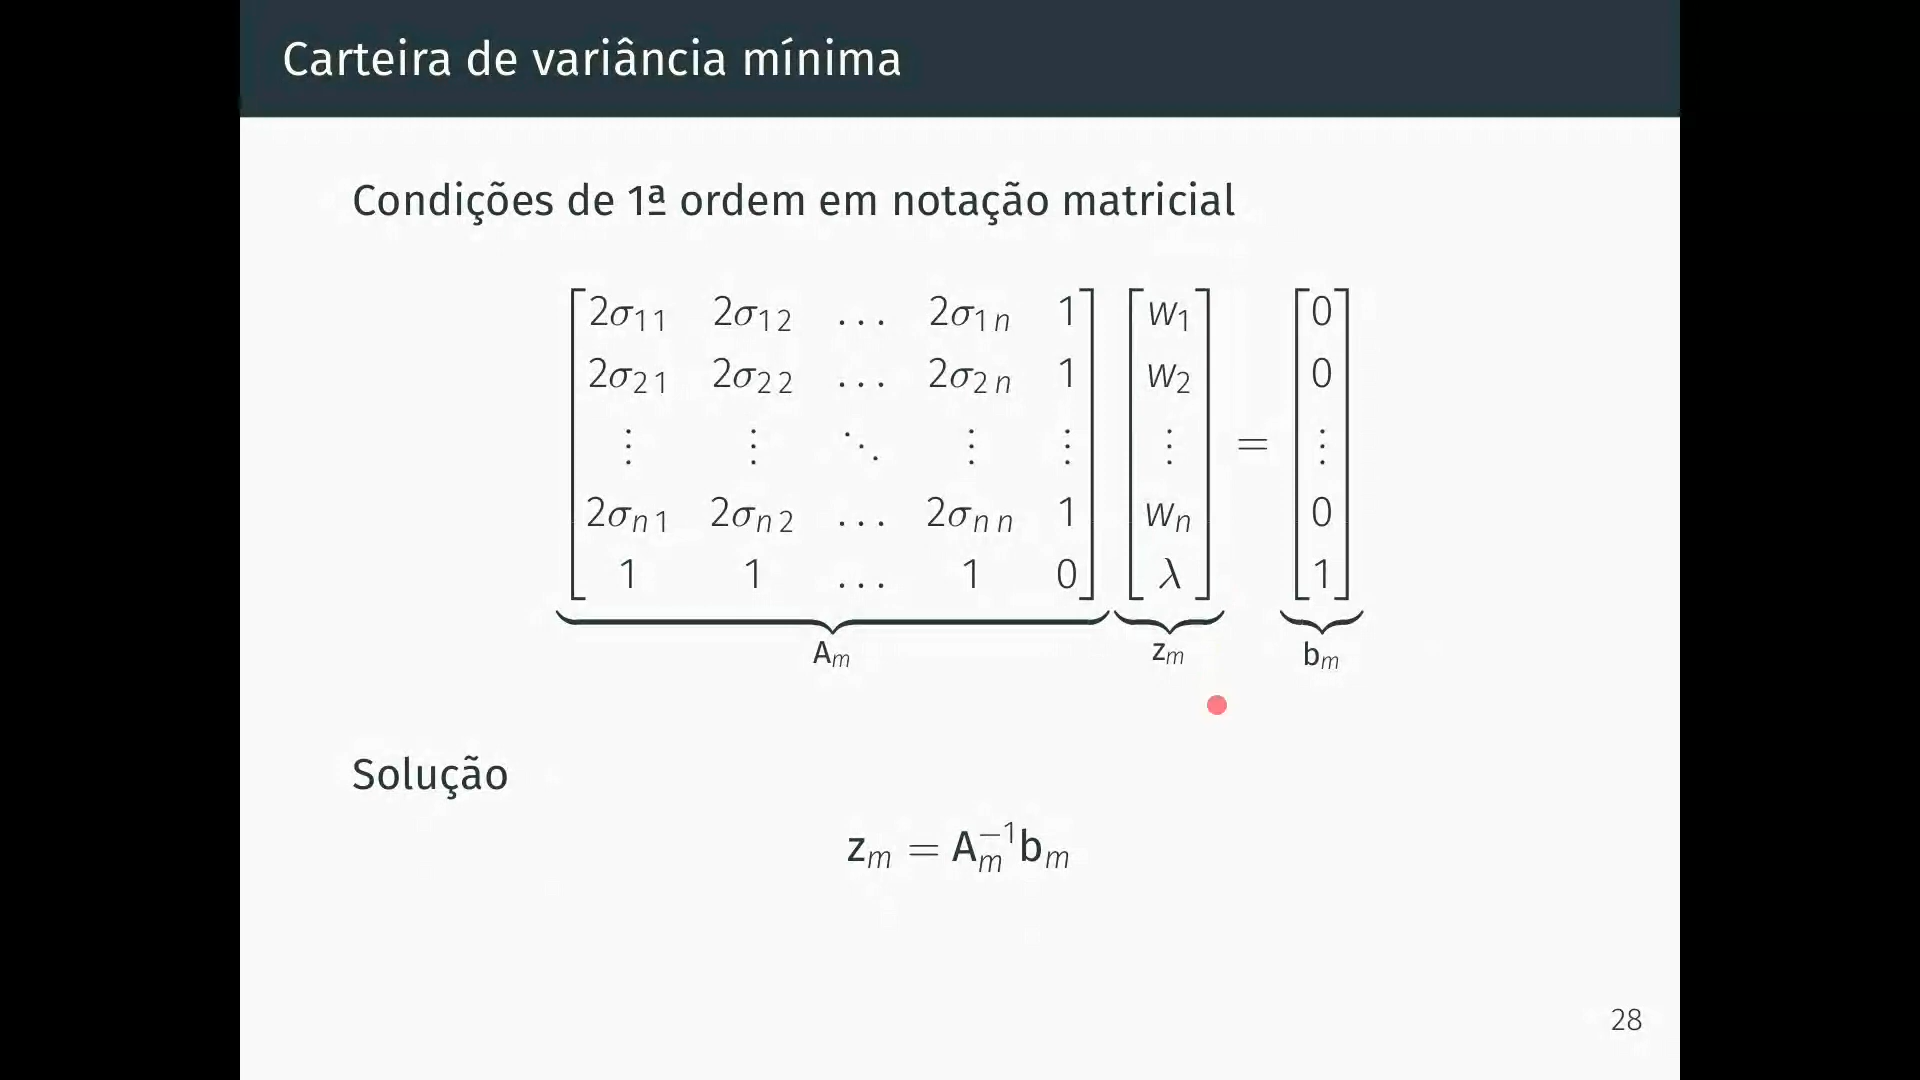 Carteira de variância mínima
Condições de 1ª ordem em notação matricial
2σ₁₁ 2σ₁₂ … 2σ₁ₙ 1 w₁ 0
2σ₂₁ 2σ₂₂ … 2σ₂ₙ 1 w₂ 0
⋮ ⋮ ⋱ ⋮ ⋮ ⋮ = ⋮
2σₙ₁ 2σₙ₂ … 2σₙₙ 1 wₙ 0
1 1 … 1 0 λ 1
Aₘ zₘ bₘ
Solução
zₘ = Aₘ⁻¹bₘ
28